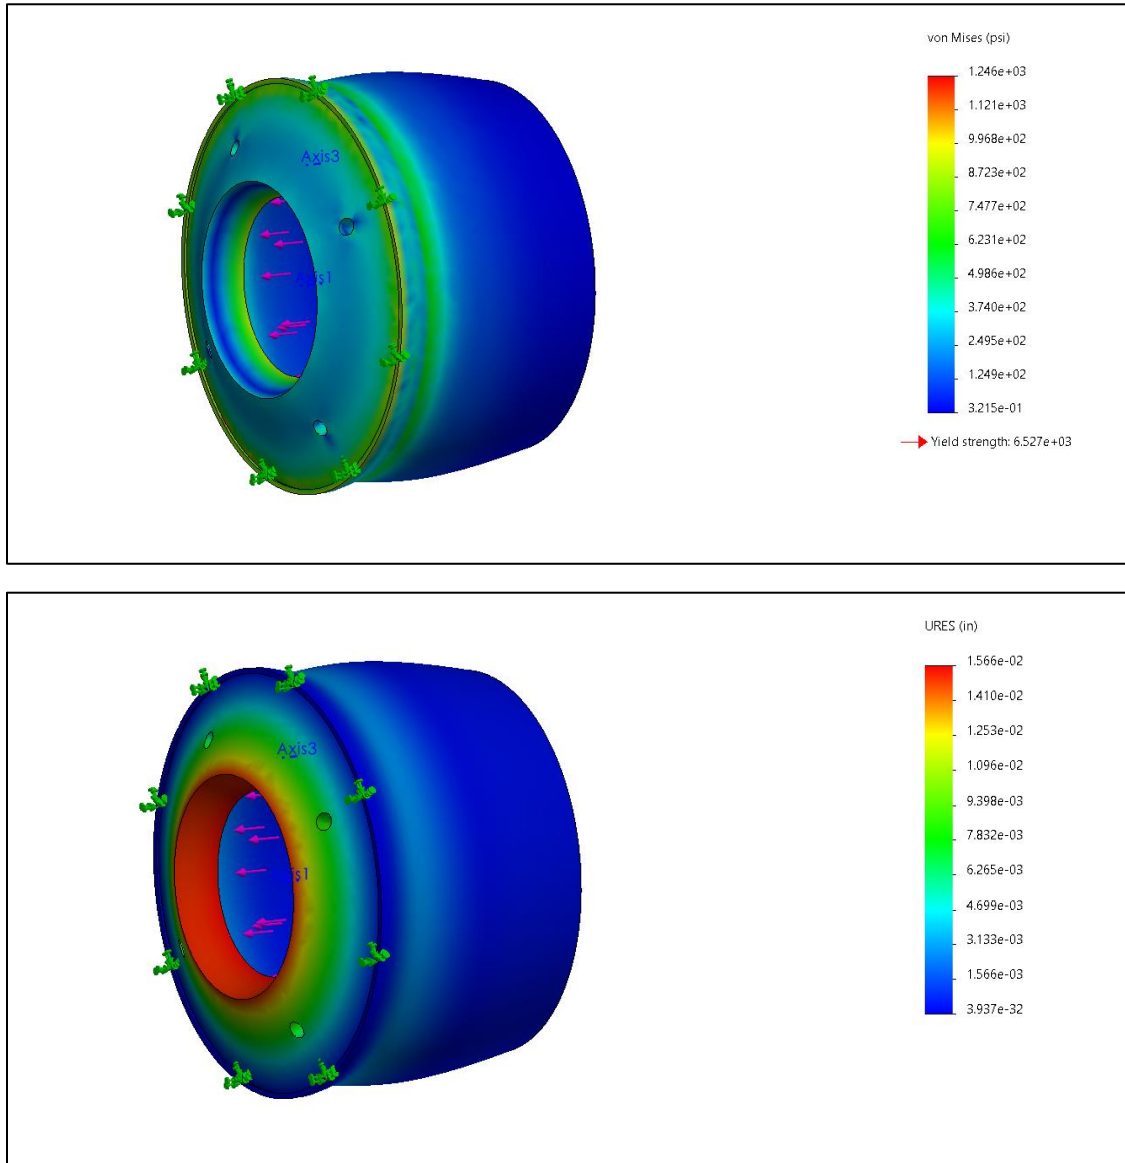 von Mises (psi)
1.246e+03
1.121e+03
9.968e+02
8.723e+02
7.477e+02
6.231e+02
4.986e+02
3.740e+02
2.495e+02
1.249e+02
3.215e-01
Yield strength: 6.527e+03
Axis3
Axis1
URES (in)
1.566e-02
1.410e-02
1.253e-02
1.096e-02
9.398e-03
7.832e-03
6.265e-03
4.699e-03
3.133e-03
1.566e-03
3.937e-32
Axis3
is1